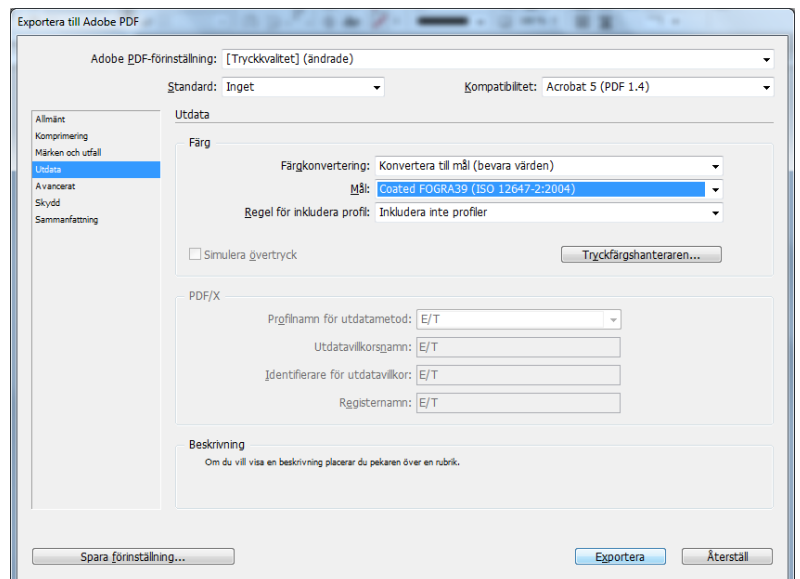 Exportera till Adobe PDF
Adobe PDF-förinställning: [Tryckkvalitet] (ändrade)
Standard: Inget Kompatibilitet: Acrobat 5 (PDF 1.4)
Allmänt
Komprimering
Märken och utfall
Utdata
Avancerat
Skydd
Sammanfattning
Utdata
Färg
Färgkonvertering: Konvertera till mål (bevara värden)
Mål: Coated FOGRA39 (ISO 12647-2:2004)
Regel för inkludera profil: Inkludera inte profiler
Simulera övertryck Tryckfärgshanteraren...
PDF/X
Profilnamn för utdatametod: E/T
Utdatavillkorsnamn: E/T
Identifierare för utdatavillkor: E/T
Registernamn: E/T
Beskrivning
Om du vill visa en beskrivning placerar du pekaren över en rubrik.
Spara förinställning... Exportera Återställ